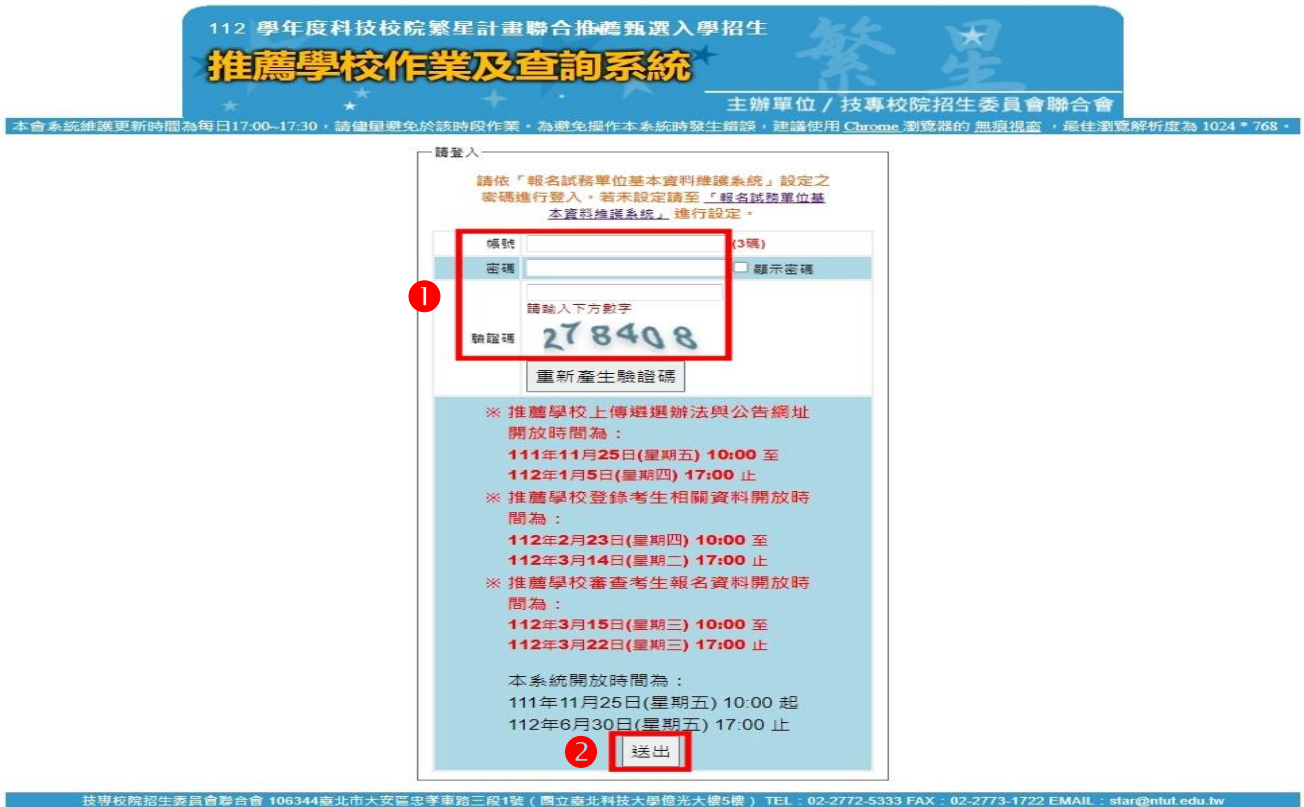 112 學年度科技校院繁星計畫聯合推薦甄選入學招生
繁星
推薦學校作業及查詢系統
主辦單位 / 技專校院招生委員會聯合會
本會系統維護更新時間為每日17:00~17:30，請儘量避免於該時段作業。為避免操作本系統時發生錯誤，建議使用 Chrome 瀏覽器的 無痕視窗 ，最佳瀏覽解析度為 1024 * 768。
請登入
請依「報名試務單位基本資料維護系統」設定之
密碼進行登入。若未設定請至 「報名試務單位基
本資料維護系統」 進行設定。
帳號 (3碼)
密碼 顯示密碼
1
請輸入下方數字
驗證碼 278408
重新產生驗證碼
※ 推薦學校上傳遴選辦法與公告網址
開放時間為：
111年11月25日(星期五) 10:00 至
112年1月5日(星期四) 17:00 止
※ 推薦學校登錄考生相關資料開放時
間為：
112年2月23日(星期四) 10:00 至
112年3月14日(星期二) 17:00 止
※ 推薦學校審查考生報名資料開放時
間為：
112年3月15日(星期三) 10:00 至
112年3月22日(星期三) 17:00 止
本系統開放時間為：
111年11月25日(星期五) 10:00 起
112年6月30日(星期五) 17:00 止
2 送出
技專校院招生委員會聯合會 106344臺北市大安區忠孝東路三段1號 ( 國立臺北科技大學億光大樓5樓 ) TEL：02-2772-5333 FAX：02-2773-1722 EMAIL：star@ntut.edu.tw